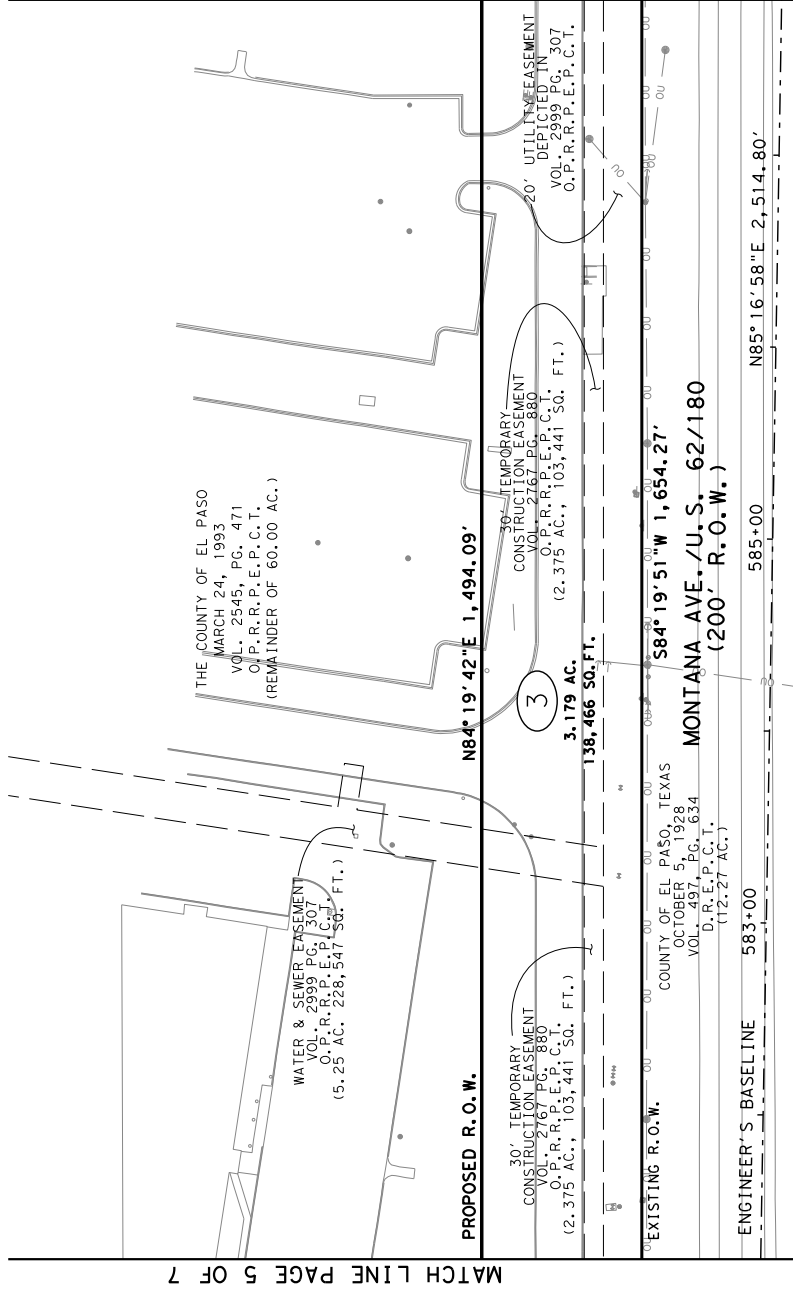 THE COUNTY OF EL PASO
MARCH 24, 1993
VOL. 2545, PG. 471
O.P.R.R.P.E.P.C.T.
(REMAINDER OF 60.00 AC.)
WATER & SEWER EASEMENT
VOL. 2999 PG. 307
O.P.R.R.P.E.P.C.T.
(5.25 AC. 228,547 SQ. FT.)
PROPOSED R.O.W.
N84°19'42"E 1,494.09'
30' TEMPORARY
CONSTRUCTION EASEMENT
VOL. 2767 PG. 880
O.P.R.R.P.E.P.C.T.
(2.375 AC., 103,441 SQ. FT.)
3
3.179 AC.
138,466 SQ.FT.
30' TEMPORARY
CONSTRUCTION EASEMENT
VOL. 2767 PG. 880
O.P.R.R.P.E.P.C.T.
(2.375 AC., 103,441 SQ. FT.)
20' UTILITY EASEMENT
DEPICTED IN
VOL. 2999 PG. 307
O.P.R.R.P.E.P.C.T.
EXISTING R.O.W.
S84°19'51"W 1,654.27'
COUNTY OF EL PASO, TEXAS
OCTOBER 5, 1928
VOL. 497, PG. 634
D.R.E.P.C.T.
(12.27 AC.)
MONTANA AVE./U.S. 62/180
(200' R.O.W.)
ENGINEER'S BASELINE
583+00
585+00
N85°16'58"E 2,514.80'
MATCH LINE PAGE 5 OF 7